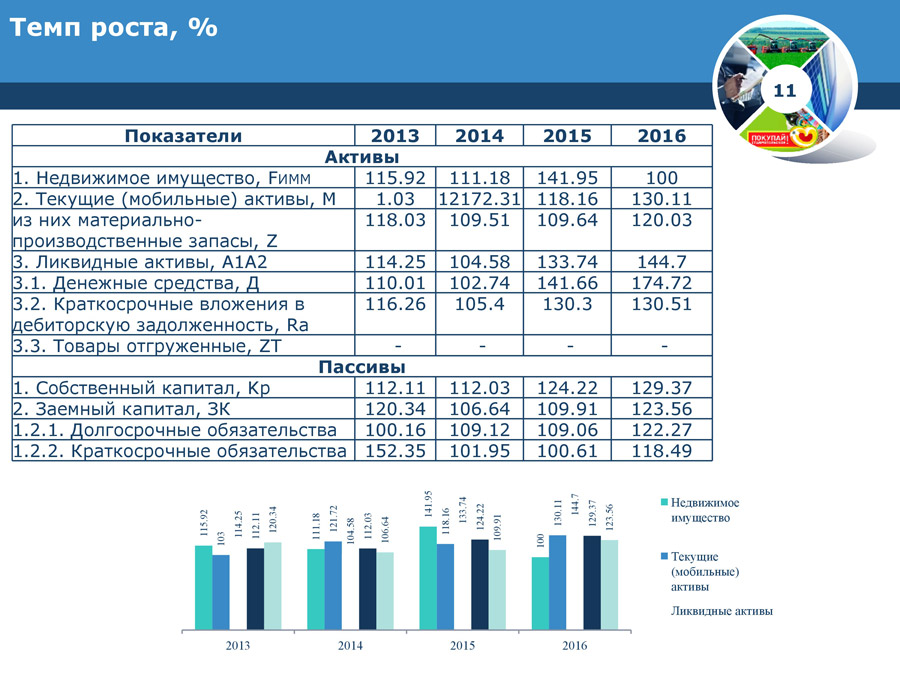 Темп роста, %
11
ПОКУПАЙ
Показатели 2013 2014 2015 2016
Активы
1. Недвижимое имущество, Fимм 115.92 111.18 141.95 100
2. Текущие (мобильные) активы, М 1.03 12172.31 118.16 130.11
из них материально- 118.03 109.51 109.64 120.03
производственные запасы, Z
3. Ликвидные активы, А1А2 114.25 104.58 133.74 144.7
3.1. Денежные средства, Д 110.01 102.74 141.66 174.72
3.2. Краткосрочные вложения в 116.26 105.4 130.3 130.51
дебиторскую задолженность, Ra
3.3. Товары отгруженные, ZT - - - -
Пассивы
1. Собственный капитал, Кр 112.11 112.03 124.22 129.37
2. Заемный капитал, ЗК 120.34 106.64 109.91 123.56
1.2.1. Долгосрочные обязательства 100.16 109.12 109.06 122.27
1.2.2. Краткосрочные обязательства 152.35 101.95 100.61 118.49
115.92 103 114.25 112.11 120.34
111.18 121.72 104.58 112.03 106.64
141.95 118.16 133.74 124.22 109.91
100 130.11 144.7 129.37 123.56
2013 2014 2015 2016
Недвижимое
имущество
Текущие
(мобильные)
активы
Ликвидные активы